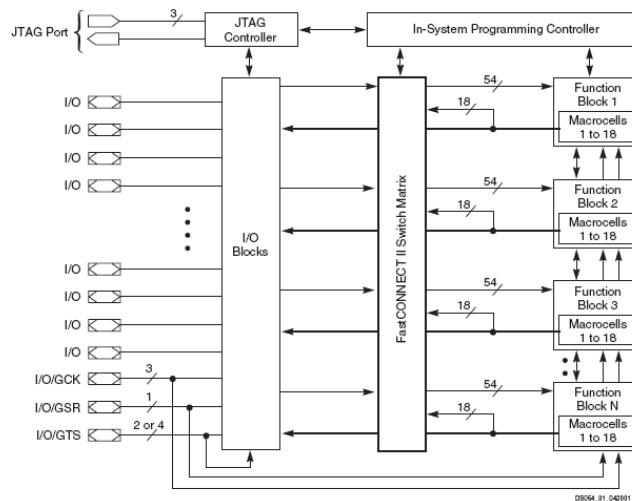 JTAG Port
3
JTAG
Controller
In-System Programming Controller
I/O
I/O
I/O
I/O
I/O
I/O
I/O
I/O
I/O/GCK
3
I/O/GSR
1
I/O/GTS
2 or 4
I/O
Blocks
FastCONNECT II Switch Matrix
54
18
Function
Block 1
Macrocells
1 to 18
54
18
Function
Block 2
Macrocells
1 to 18
54
18
Function
Block 3
Macrocells
1 to 18
54
18
Function
Block N
Macrocells
1 to 18
DS054_01_042001